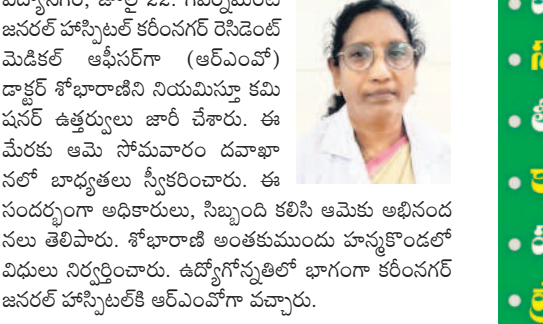 విద్యానగర్, జూలై 22: గవర్నమెంట్
జనరల్ హాస్పిటల్ కరీంనగర్ రెసిడెంట్
మెడికల్ ఆఫీసర్‌గా (ఆర్ఎంవో)
డాక్టర్ శోభారాణిని నియమిస్తూ కమి
షనర్ ఉత్తర్వులు జారీ చేశారు. ఈ
మేరకు ఆమె సోమవారం దవాఖా
నలో బాధ్యతలు స్వీకరించారు. ఈ
సందర్భంగా అధికారులు, సిబ్బంది కలిసి ఆమెకు అభినంద
నలు తెలిపారు. శోభారాణి అంతకుముందు హన్మకొండలో
విధులు నిర్వర్తించారు. ఉద్యోగోన్నతిలో భాగంగా కరీంనగర్
జనరల్ హాస్పిటల్‌కి ఆర్ఎంవోగా వచ్చారు.